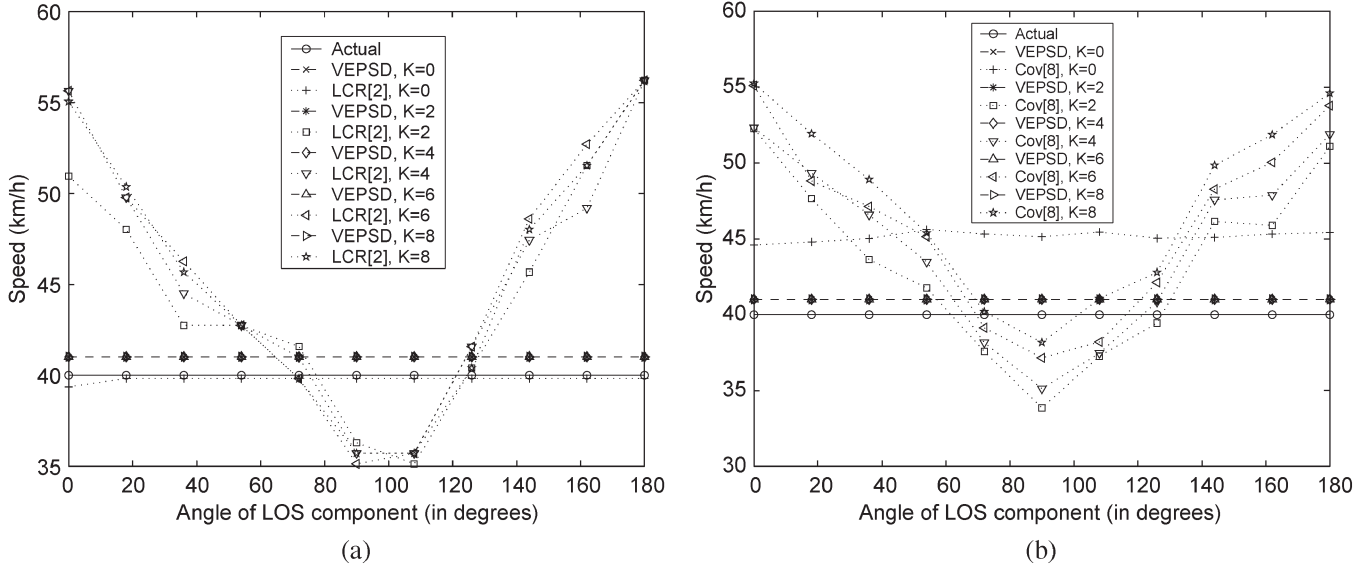 60
55
50
45
40
35
Speed (km/h)
Actual
VEPSD, K=0
LCR[2], K=0
VEPSD, K=2
LCR[2], K=2
VEPSD, K=4
LCR[2], K=4
VEPSD, K=6
LCR[2], K=6
VEPSD, K=8
LCR[2], K=8
0 20 40 60 80 100 120 140 160 180
Angle of LOS component (in degrees)
(a)
60
55
50
45
40
35
30
Speed (km/h)
Actual
VEPSD, K=0
Cov[8], K=0
VEPSD, K=2
Cov[8], K=2
VEPSD, K=4
Cov[8], K=4
VEPSD, K=6
Cov[8], K=6
VEPSD, K=8
Cov[8], K=8
0 20 40 60 80 100 120 140 160 180
Angle of LOS component (in degrees)
(b)